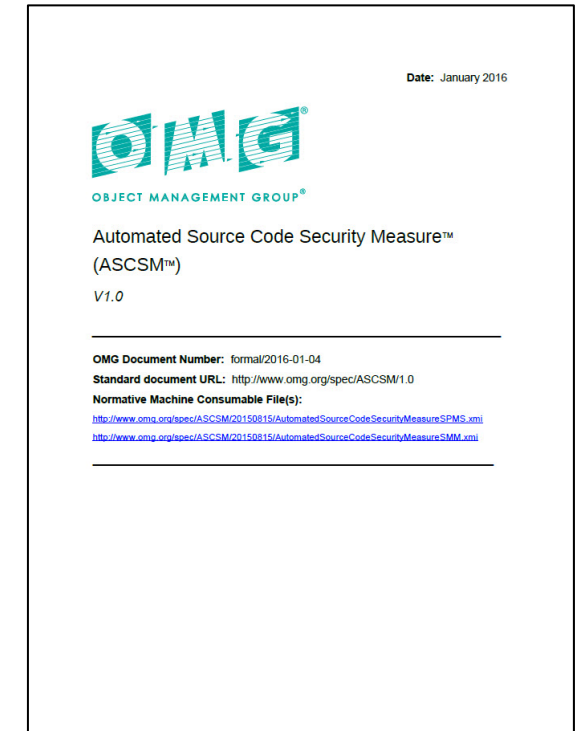 Date: January 2016
OMG®
OBJECT MANAGEMENT GROUP®
Automated Source Code Security Measure™
(ASCSM™)
V1.0
OMG Document Number: formal/2016-01-04
Standard document URL: http://www.omg.org/spec/ASCSM/1.0
Normative Machine Consumable File(s):
http://www.omg.org/spec/ASCSM/20150815/AutomatedSourceCodeSecurityMeasureSPMS.xmi
http://www.omg.org/spec/ASCSM/20150815/AutomatedSourceCodeSecurityMeasureSMM.xmi